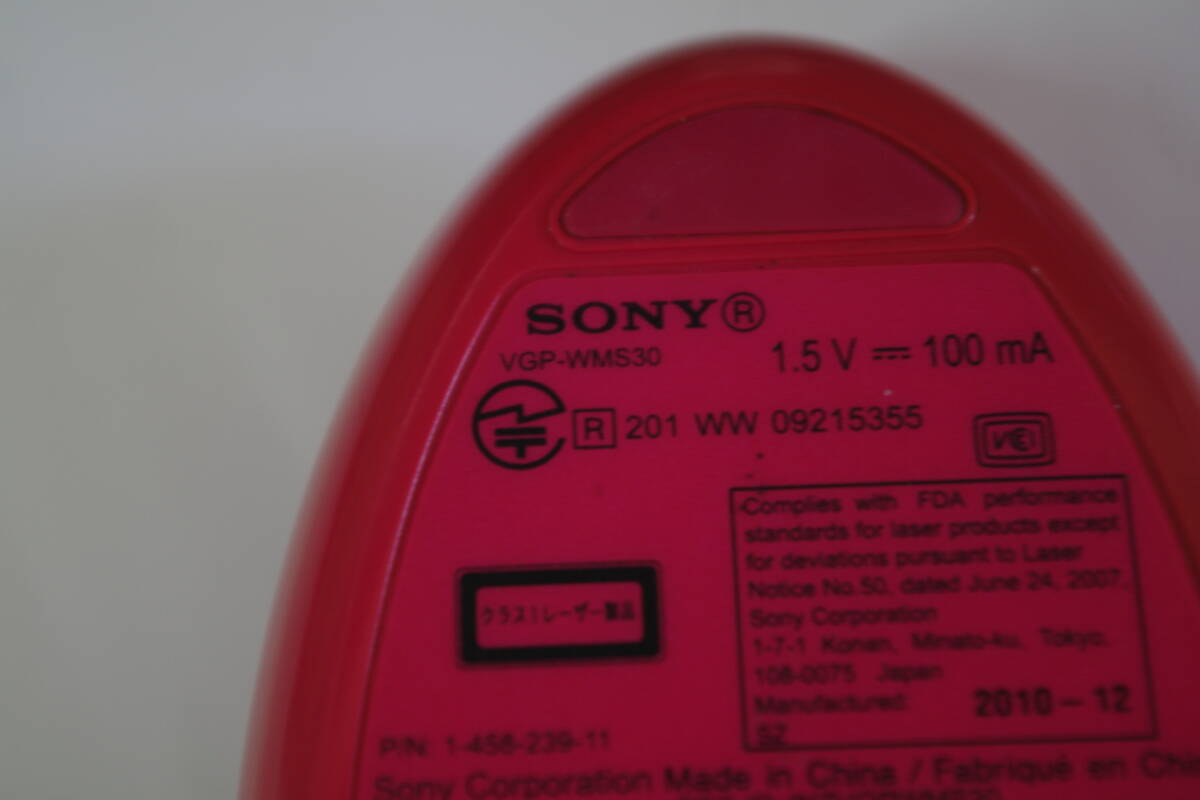 SONY®
VGP-WMS30
1.5 V ⎓ 100 mA
R 201 WW 09215355
VCI
Complies with FDA performance
standards for laser products except
for deviations pursuant to Laser
Notice No.50, dated June 24, 2007.
Sony Corporation
1-7-1 Konan, Minato-ku, Tokyo,
108-0075 Japan
Manufactured: 2010-12
SZ
クラス1レーザー製品
P/N: 1-458-239-11
Sony Corporation Made in China / Fabriqué en Chi